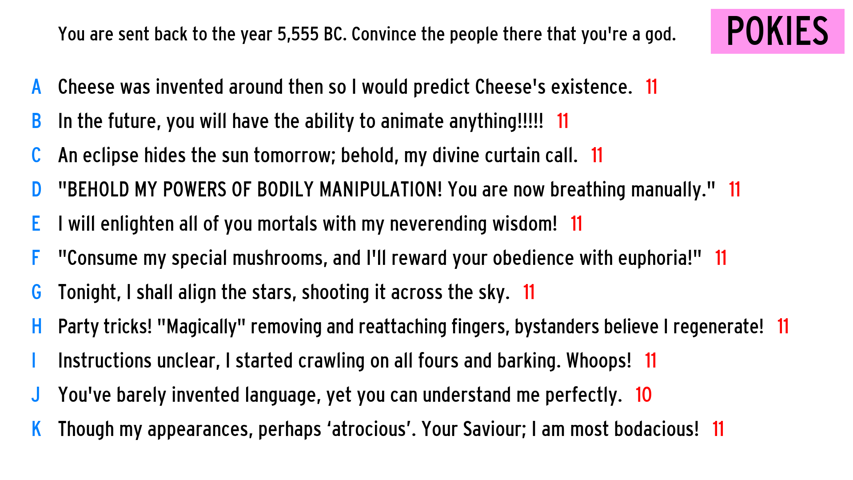 You are sent back to the year 5,555 BC. Convince the people there that you're a god.
POKIES
A Cheese was invented around then so I would predict Cheese's existence. 11
B In the future, you will have the ability to animate anything!!!!! 11
C An eclipse hides the sun tomorrow; behold, my divine curtain call. 11
D "BEHOLD MY POWERS OF BODILY MANIPULATION! You are now breathing manually." 11
E I will enlighten all of you mortals with my neverending wisdom! 11
F "Consume my special mushrooms, and I'll reward your obedience with euphoria!" 11
G Tonight, I shall align the stars, shooting it across the sky. 11
H Party tricks! "Magically" removing and reattaching fingers, bystanders believe I regenerate! 11
I Instructions unclear, I started crawling on all fours and barking. Whoops! 11
J You've barely invented language, yet you can understand me perfectly. 10
K Though my appearances, perhaps ‘atrocious’. Your Saviour; I am most bodacious! 11